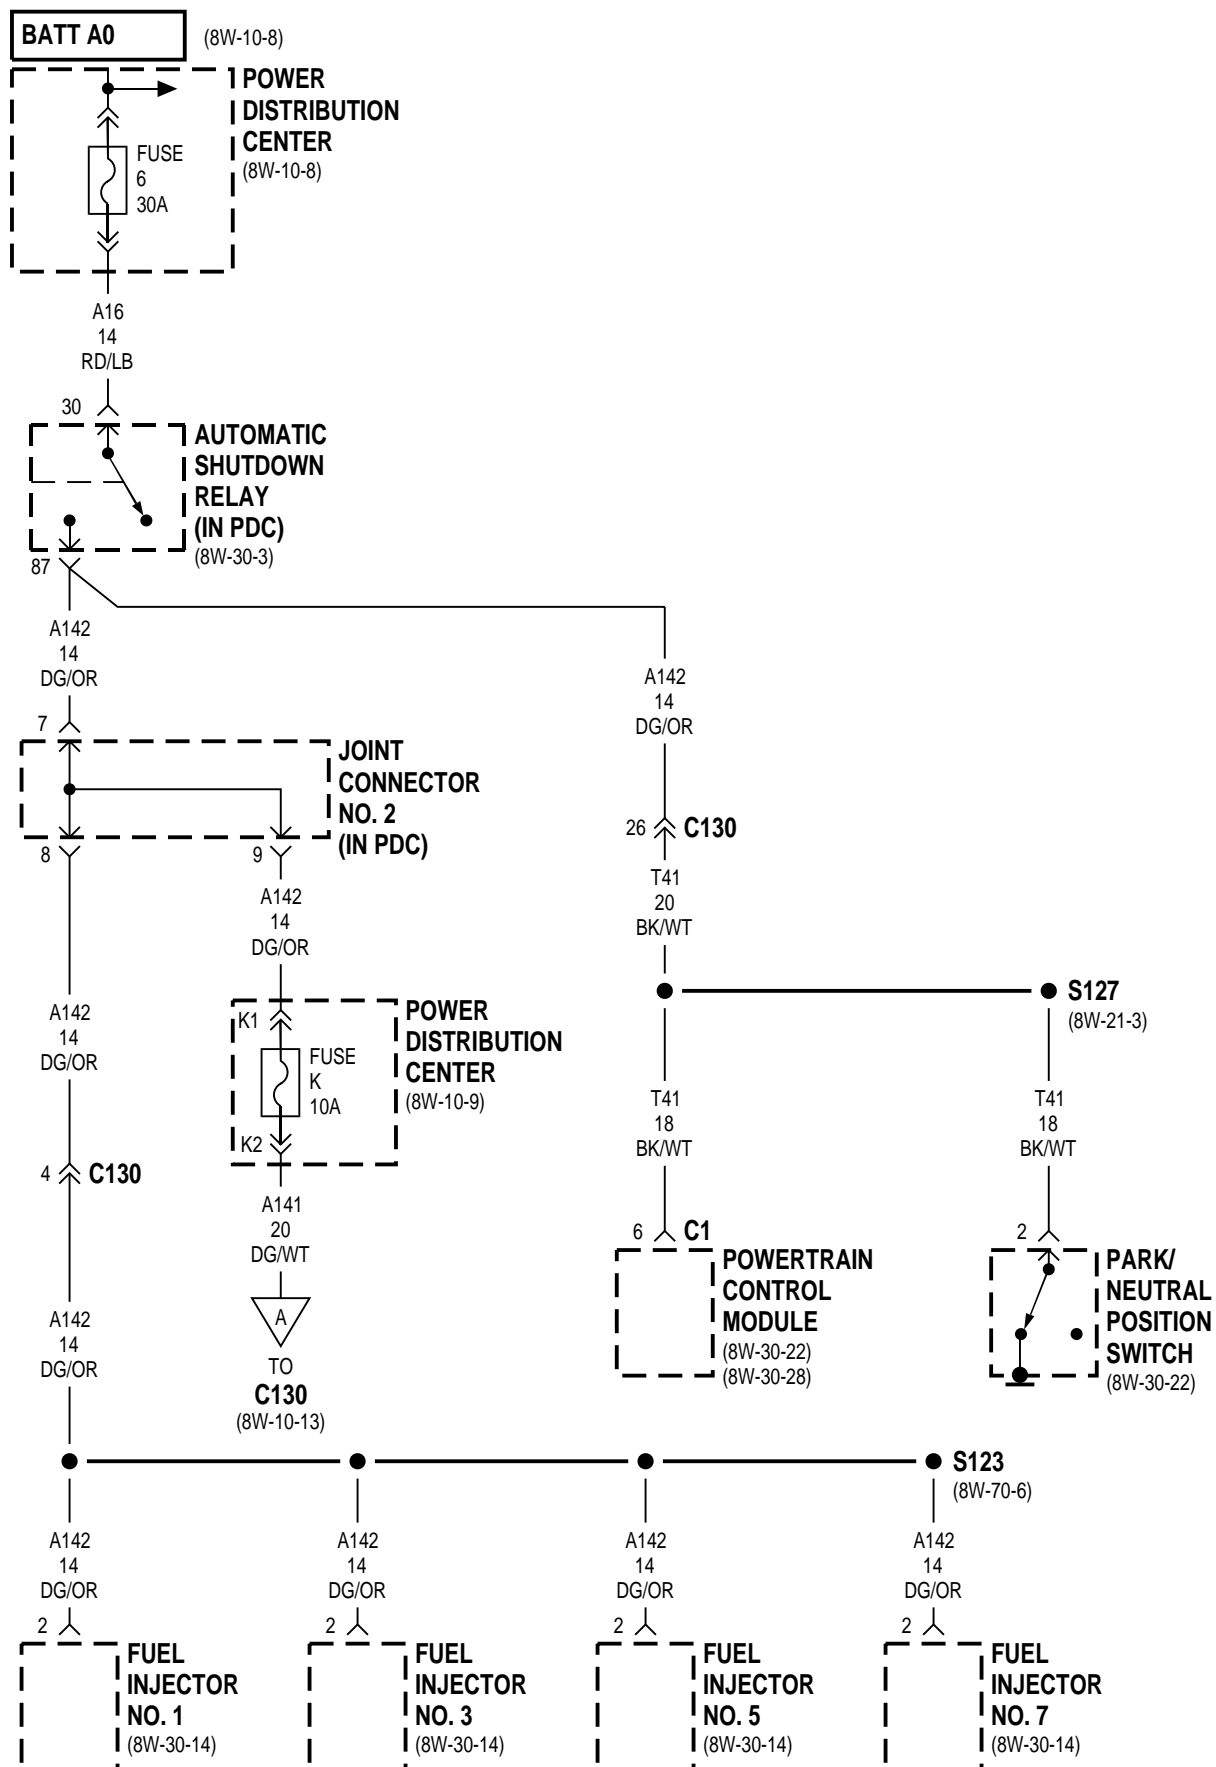 BATT A0
(8W-10-8)
POWER
DISTRIBUTION
CENTER
(8W-10-8)
FUSE
6
30A
A16
14
RD/LB
30
AUTOMATIC
SHUTDOWN
RELAY
(IN PDC)
(8W-30-3)
87
A142
14
DG/OR
A142
14
DG/OR
7
JOINT
CONNECTOR
NO. 2
(IN PDC)
8
9
26
C130
A142
14
DG/OR
T41
20
BK/WT
S127
(8W-21-3)
A142
14
DG/OR
K1
FUSE
K
10A
K2
POWER
DISTRIBUTION
CENTER
(8W-10-9)
T41
18
BK/WT
T41
18
BK/WT
4
C130
A141
20
DG/WT
A
TO
C130
(8W-10-13)
6
C1
POWERTRAIN
CONTROL
MODULE
(8W-30-22)
(8W-30-28)
2
PARK/
NEUTRAL
POSITION
SWITCH
(8W-30-22)
A142
14
DG/OR
S123
(8W-70-6)
A142
14
DG/OR
A142
14
DG/OR
A142
14
DG/OR
A142
14
DG/OR
2
FUEL
INJECTOR
NO. 1
(8W-30-14)
2
FUEL
INJECTOR
NO. 3
(8W-30-14)
2
FUEL
INJECTOR
NO. 5
(8W-30-14)
2
FUEL
INJECTOR
NO. 7
(8W-30-14)